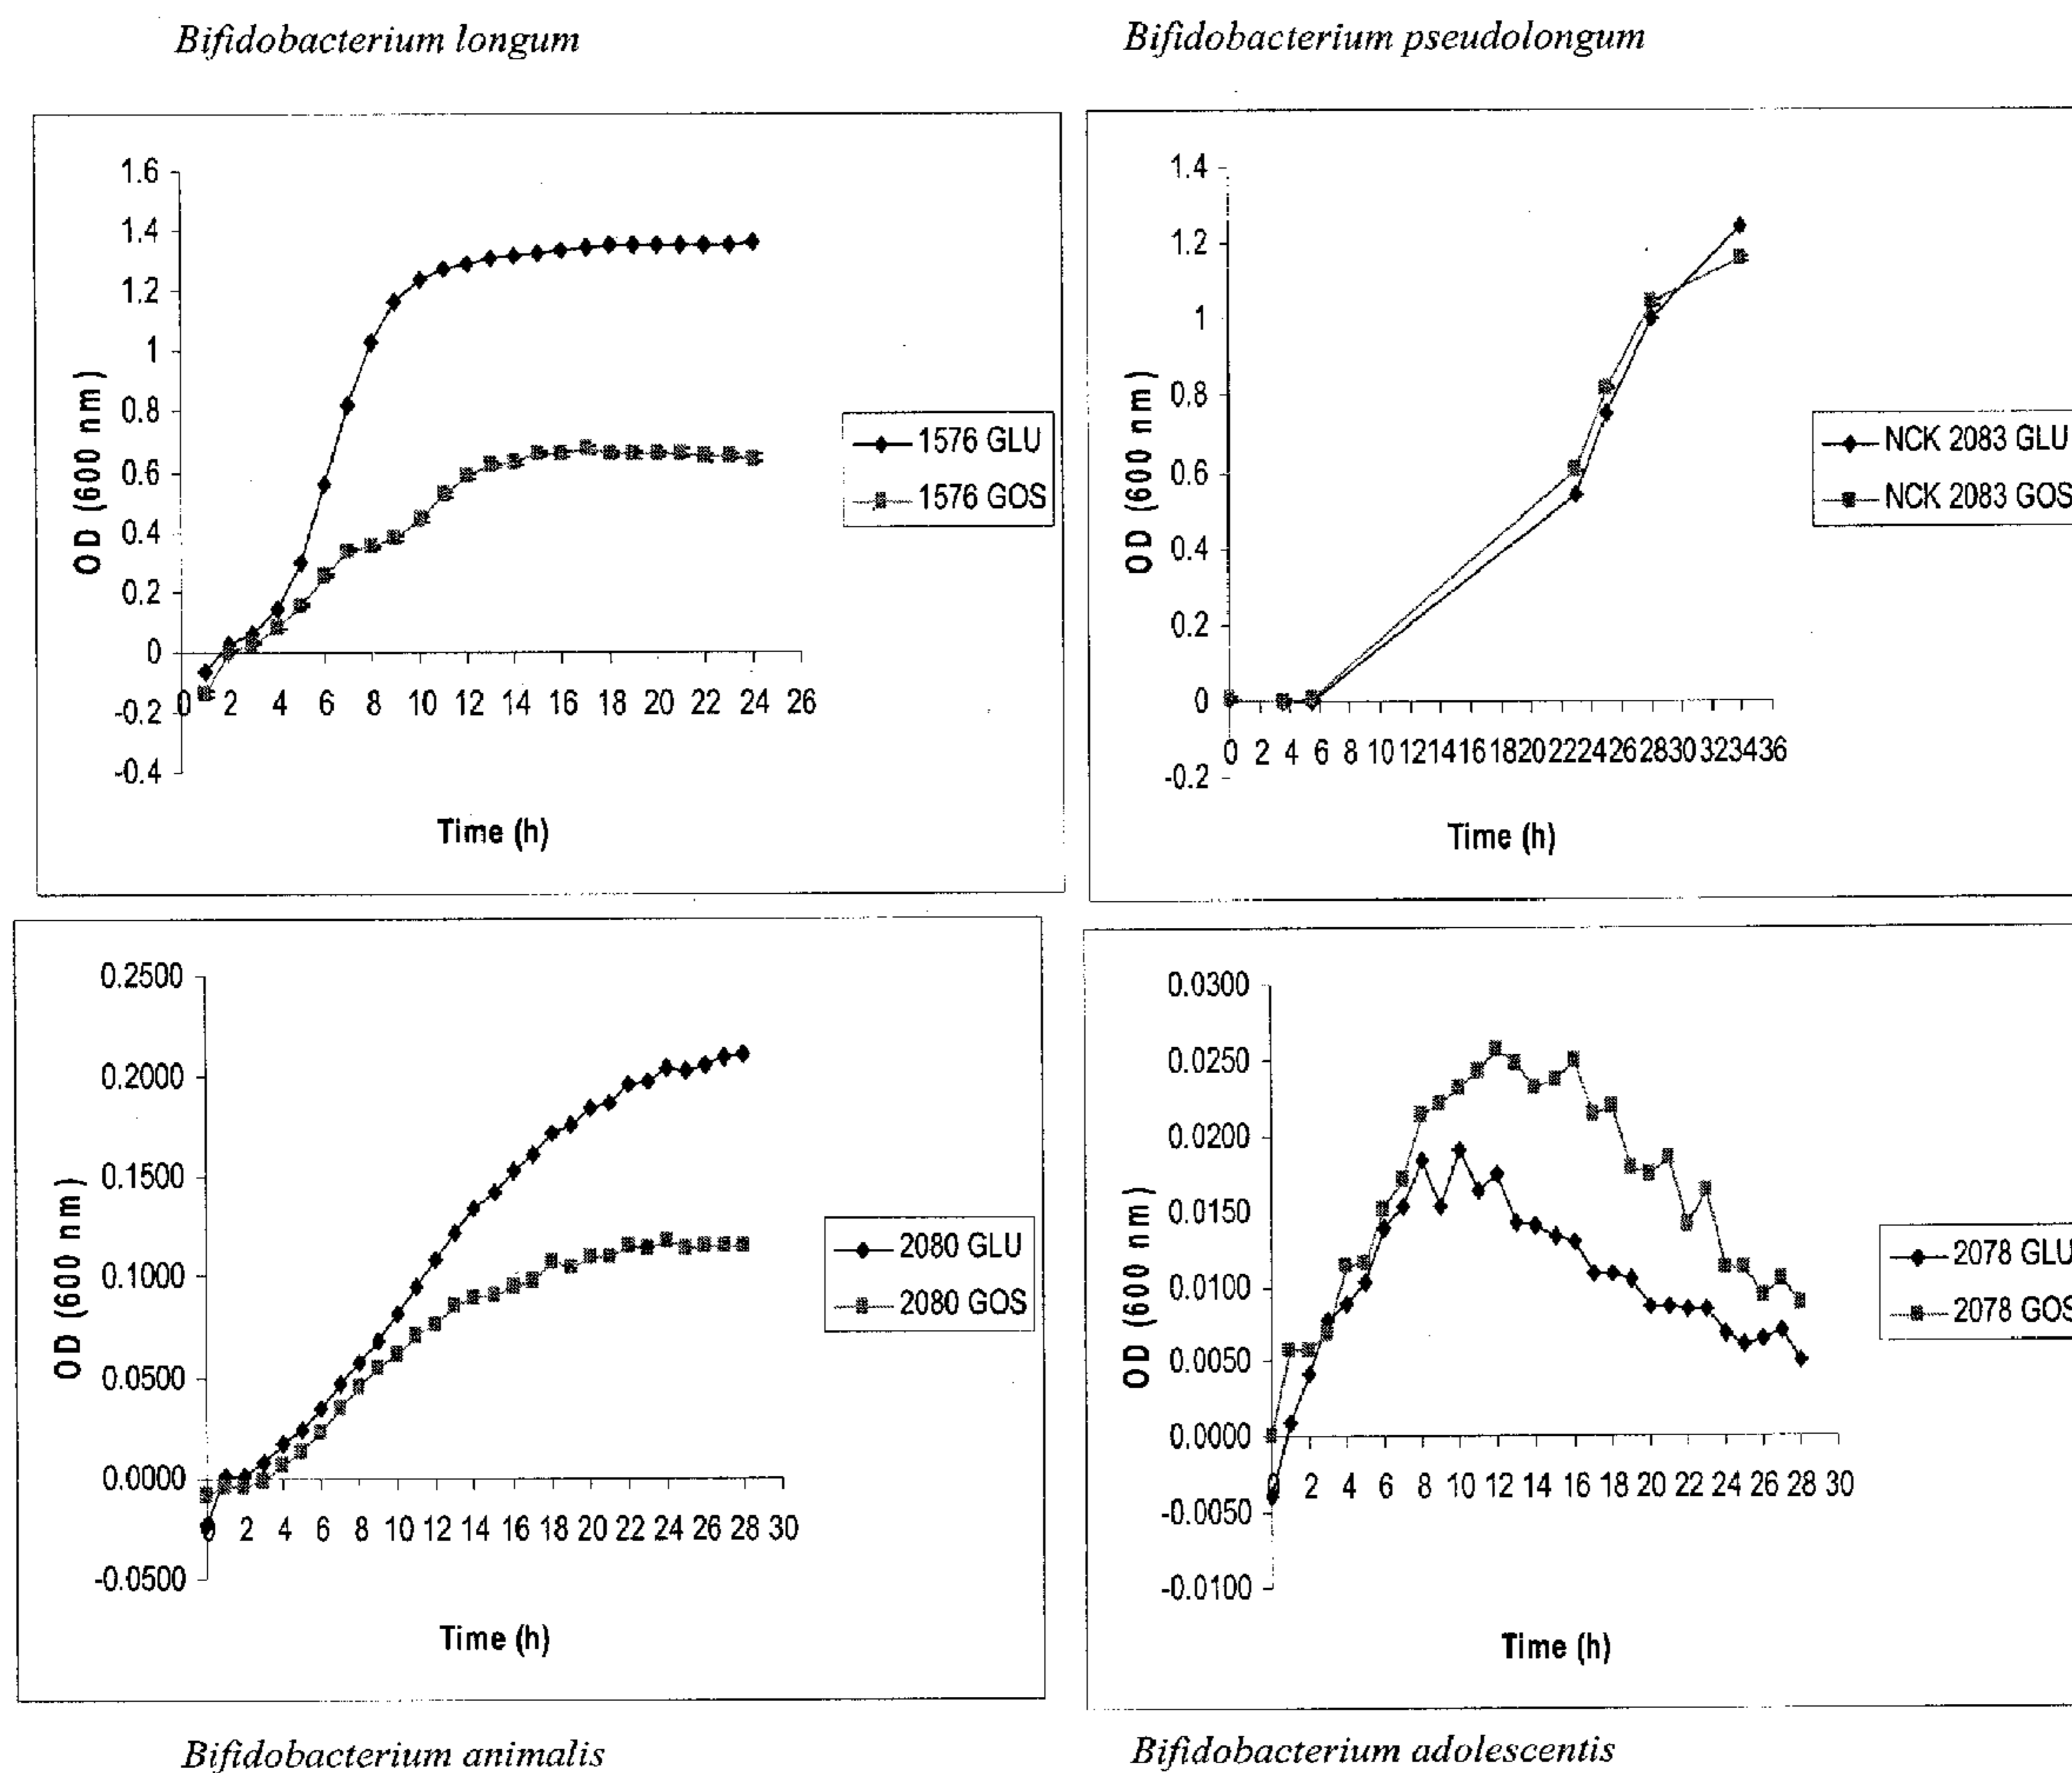 Bifidobacterium longum
Bifidobacterium pseudolongum
1.6
1.4
1.2
1
0.8
0.6
0.4
0.2
0
-0.2
-0.4
OD (600 nm)
0 2 4 6 8 10 12 14 16 18 20 22 24 26
Time (h)
1576 GLU
1576 GOS
1.4
1.2
1
0.8
0.6
0.4
0.2
0
-0.2
OD (600 nm)
0 2 4 6 8 10 12 14 16 18 20 22 24 26 28 30 32 34 36
Time (h)
NCK 2083 GLU
NCK 2083 GOS
0.2500
0.2000
0.1500
0.1000
0.0500
0.0000
-0.0500
OD (600 nm)
0 2 4 6 8 10 12 14 16 18 20 22 24 26 28 30
Time (h)
2080 GLU
2080 GOS
0.0300
0.0250
0.0200
0.0150
0.0100
0.0050
0.0000
-0.0050
-0.0100
OD (600 nm)
0 2 4 6 8 10 12 14 16 18 20 22 24 26 28 30
Time (h)
2078 GLU
2078 GOS
Bifidobacterium animalis
Bifidobacterium adolescentis